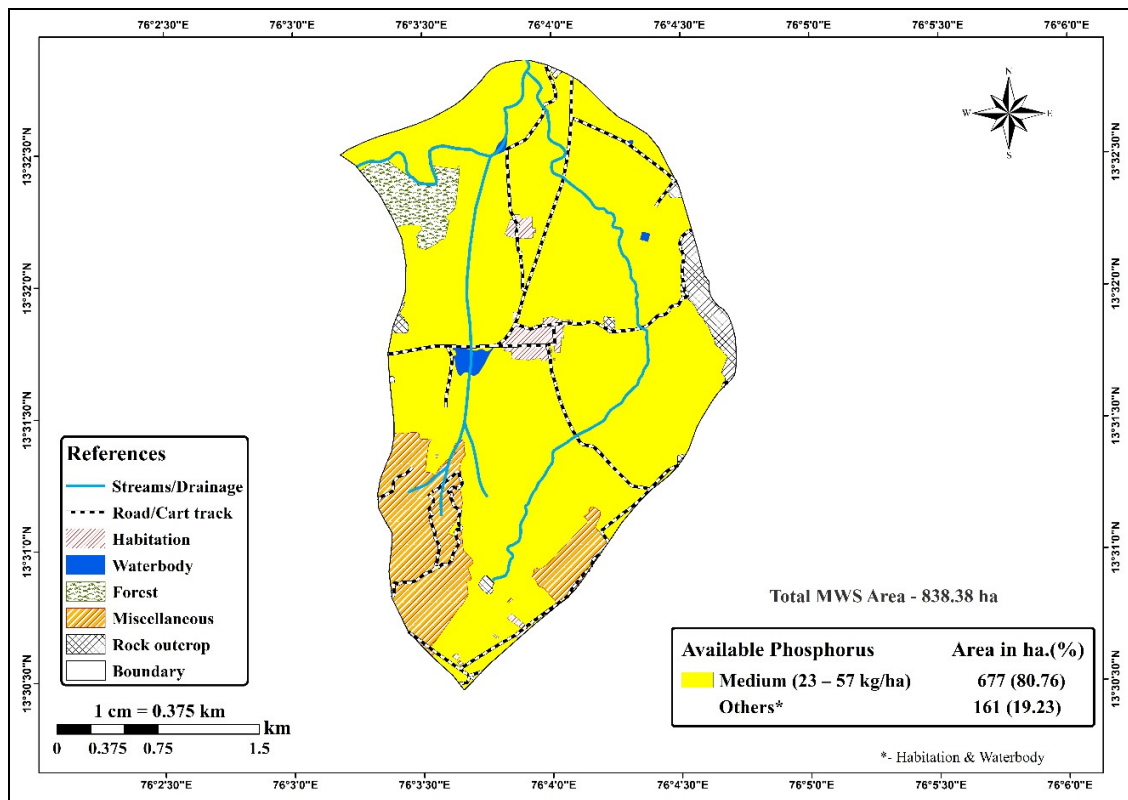 76°2'30"E 76°3'0"E 76°3'30"E 76°4'0"E 76°4'30"E 76°5'0"E 76°5'30"E 76°6'0"E
N
W E
S
13°32'30"N 13°32'30"N
13°32'0"N 13°32'0"N
13°31'30"N 13°31'30"N
13°31'0"N 13°31'0"N
13°30'30"N 13°30'30"N
References
Streams/Drainage
Road/Cart track
Habitation
Waterbody
Forest
Miscellaneous
Rock outcrop
Boundary
1 cm = 0.375 km
km
0 0.375 0.75 1.5
Total MWS Area - 838.38 ha
Available Phosphorus Area in ha.(%)
Medium (23 – 57 kg/ha) 677 (80.76)
Others* 161 (19.23)
*- Habitation & Waterbody
76°2'30"E 76°3'0"E 76°3'30"E 76°4'0"E 76°4'30"E 76°5'0"E 76°5'30"E 76°6'0"E